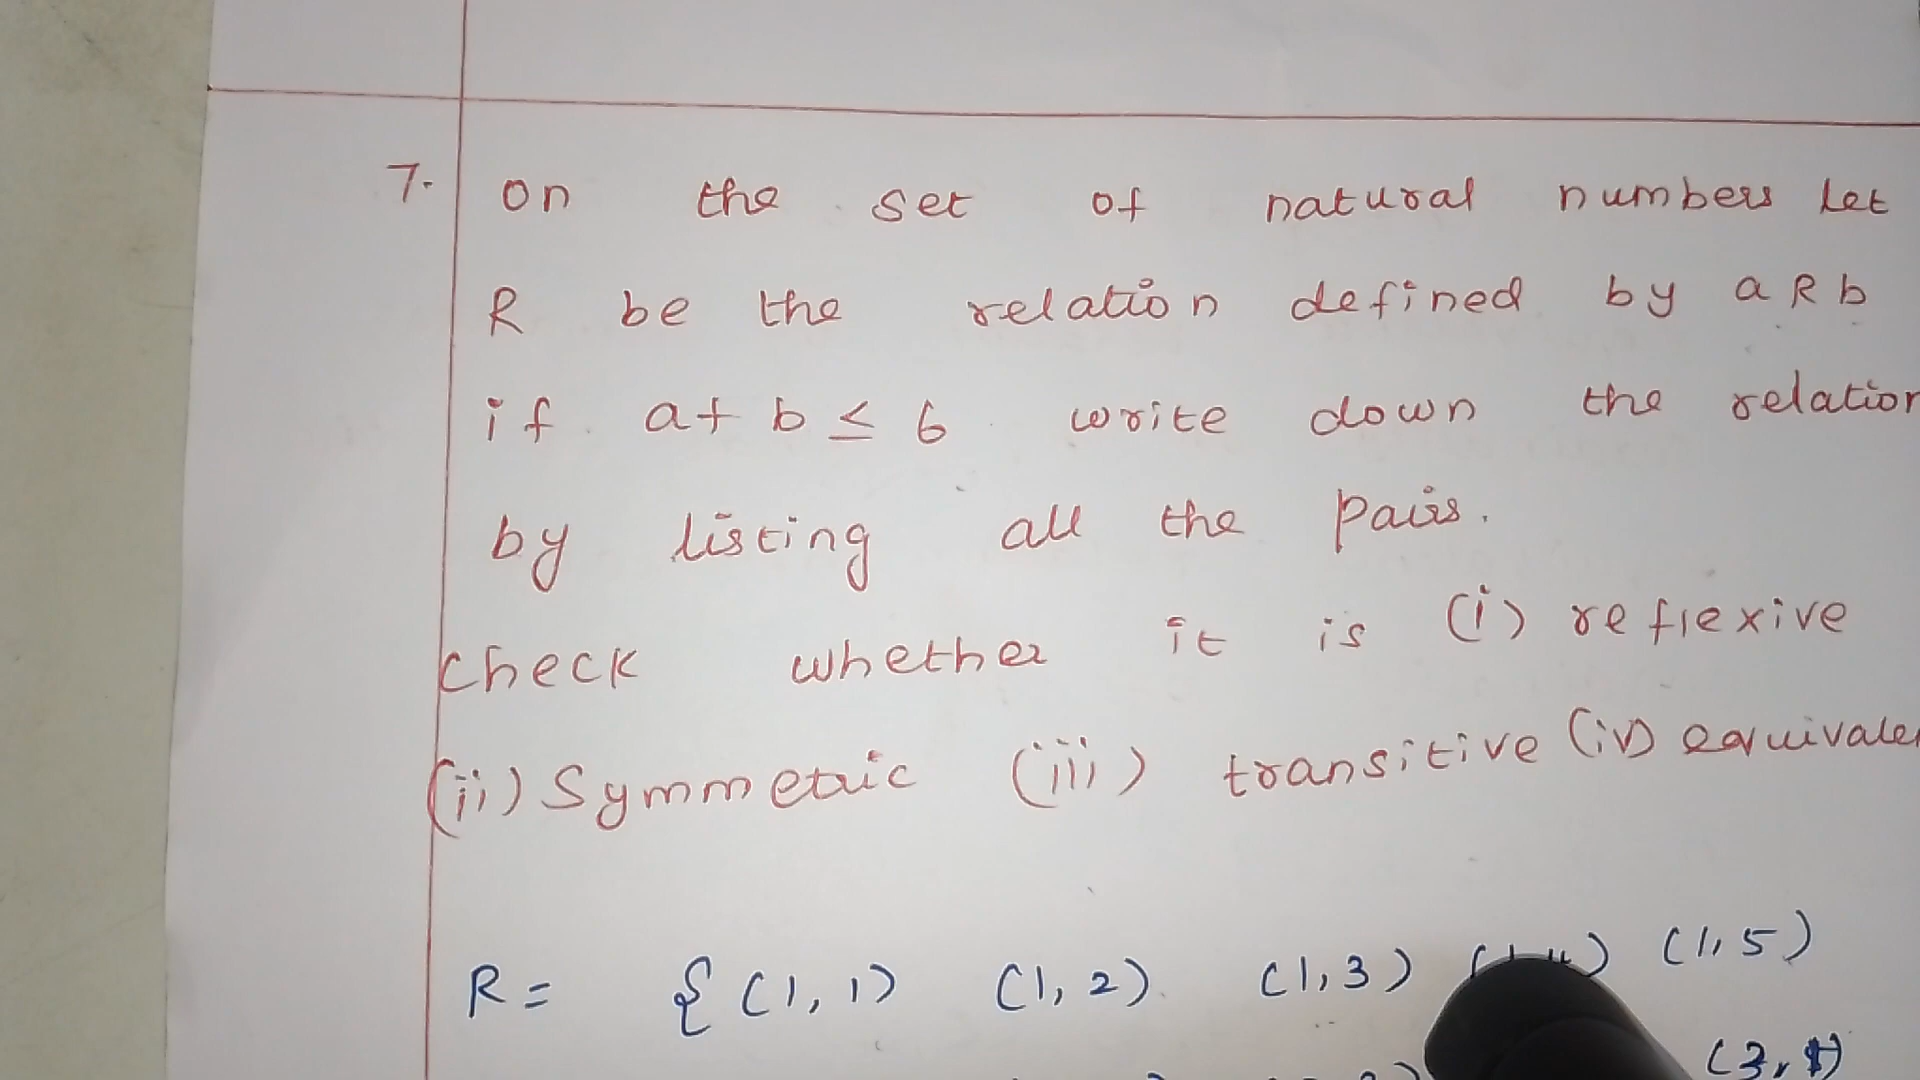 7. on the set of natural numbers Let
R be the relation defined by a R b
if a + b ≤ 6 write down the relation
by listing all the pairs.
check whether it is (i) reflexive
(ii) Symmetric (iii) transitive (iv)
R = { (1, 1) (1, 2) (1, 3) (1, 5)